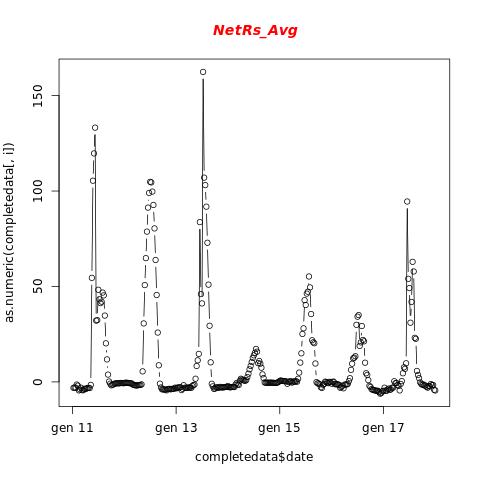 NetRs_Avg
as.numeric(completedata[, i])
150
100
50
0
gen 11
gen 13
gen 15
gen 17
completedata$date